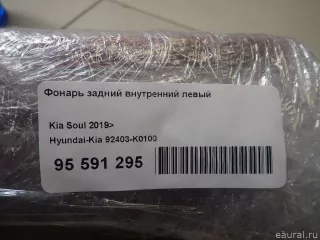 Фонарь задний внутренний левый
Kia Soul 2019>
Hyundai-Kia 92403-K0100
95 591 295
eaural.ru